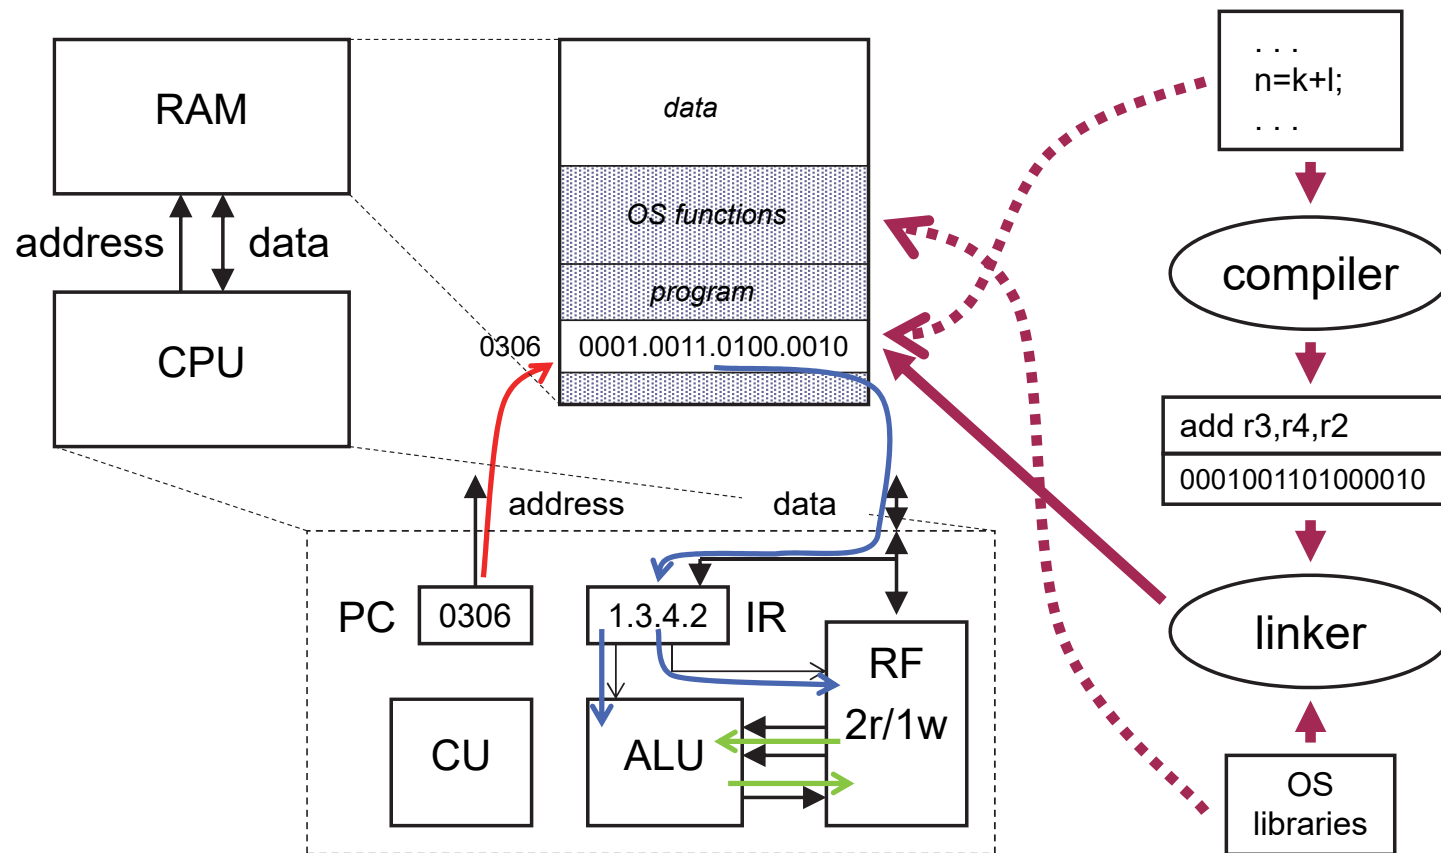 RAM
address data
CPU
data
OS functions
program
0306 0001.0011.0100.0010
. . .
n=k+l;
. . .
compiler
add r3,r4,r2
0001001101000010
linker
OS
libraries
address data
PC 0306 1.3.4.2 IR
RF
2r/1w
CU ALU